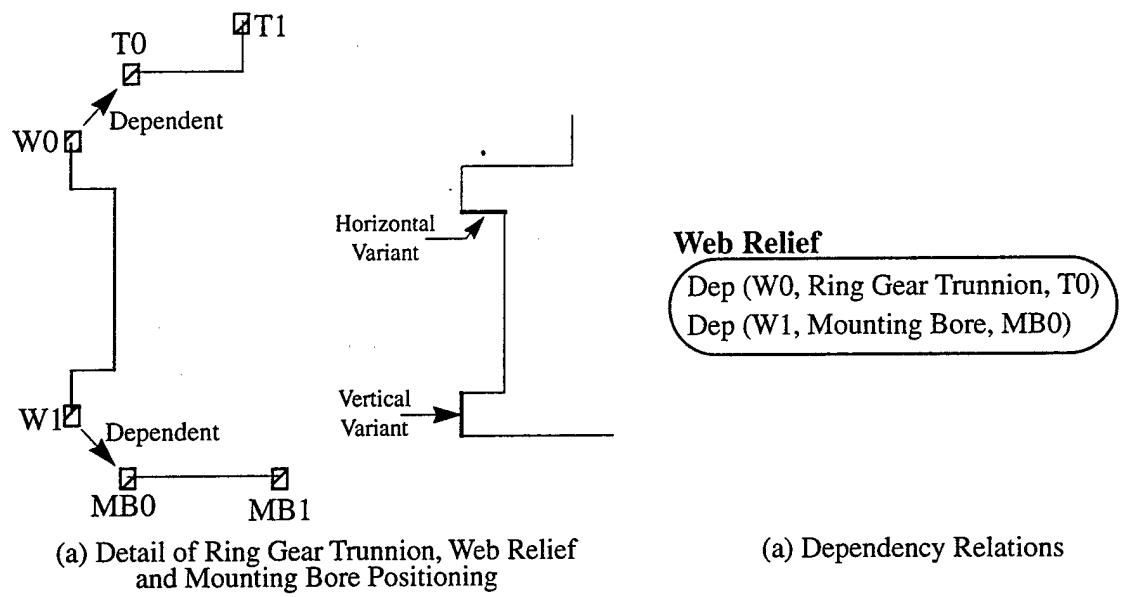 T1
T0
Dependent
W0
Horizontal
Variant
Web Relief
Dep (W0, Ring Gear Trunnion, T0)
Dep (W1, Mounting Bore, MB0)
Vertical
Variant
W1
Dependent
MB0
MB1
(a) Detail of Ring Gear Trunnion, Web Relief
and Mounting Bore Positioning
(a) Dependency Relations